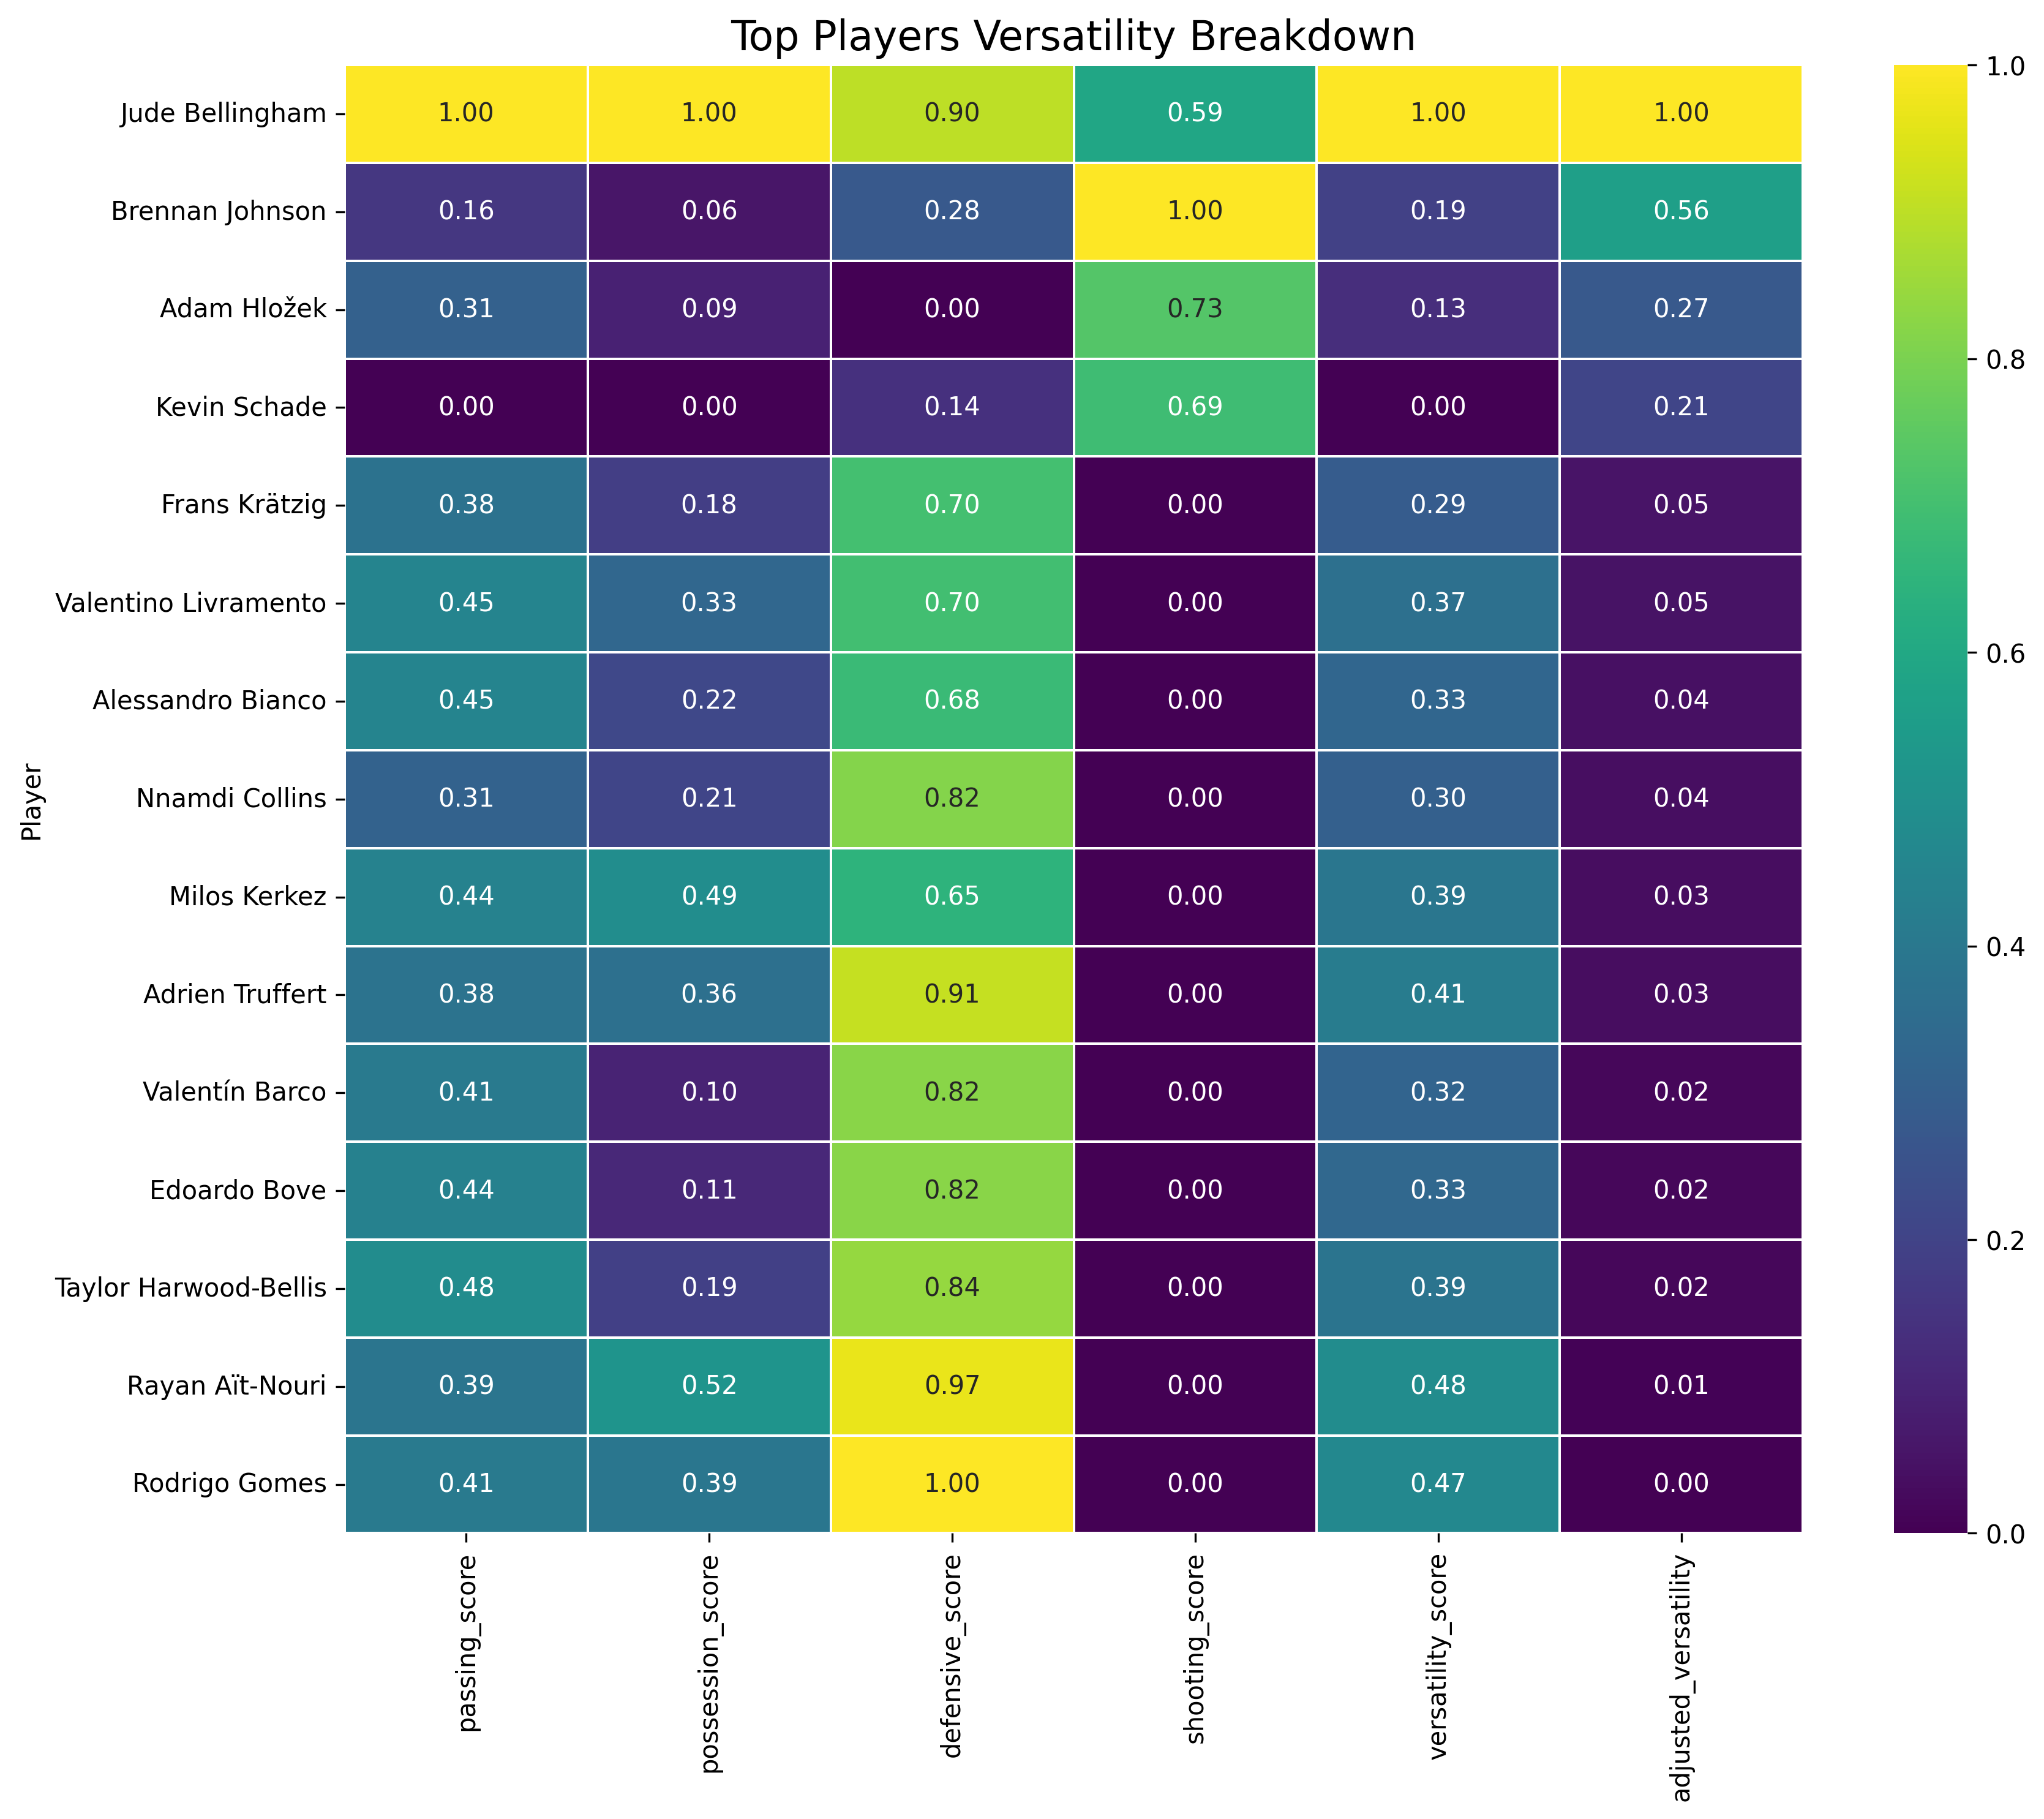 Top Players Versatility Breakdown
Player
Jude Bellingham 1.00 1.00 0.90 0.59 1.00 1.00
Brennan Johnson 0.16 0.06 0.28 1.00 0.19 0.56
Adam Hložek 0.31 0.09 0.00 0.73 0.13 0.27
Kevin Schade 0.00 0.00 0.14 0.69 0.00 0.21
Frans Krätzig 0.38 0.18 0.70 0.00 0.29 0.05
Valentino Livramento 0.45 0.33 0.70 0.00 0.37 0.05
Alessandro Bianco 0.45 0.22 0.68 0.00 0.33 0.04
Nnamdi Collins 0.31 0.21 0.82 0.00 0.30 0.04
Milos Kerkez 0.44 0.49 0.65 0.00 0.39 0.03
Adrien Truffert 0.38 0.36 0.91 0.00 0.41 0.03
Valentín Barco 0.41 0.10 0.82 0.00 0.32 0.02
Edoardo Bove 0.44 0.11 0.82 0.00 0.33 0.02
Taylor Harwood-Bellis 0.48 0.19 0.84 0.00 0.39 0.02
Rayan Aït-Nouri 0.39 0.52 0.97 0.00 0.48 0.01
Rodrigo Gomes 0.41 0.39 1.00 0.00 0.47 0.00
passing_score
possession_score
defensive_score
shooting_score
versatility_score
adjusted_versatility
1.0
0.8
0.6
0.4
0.2
0.0